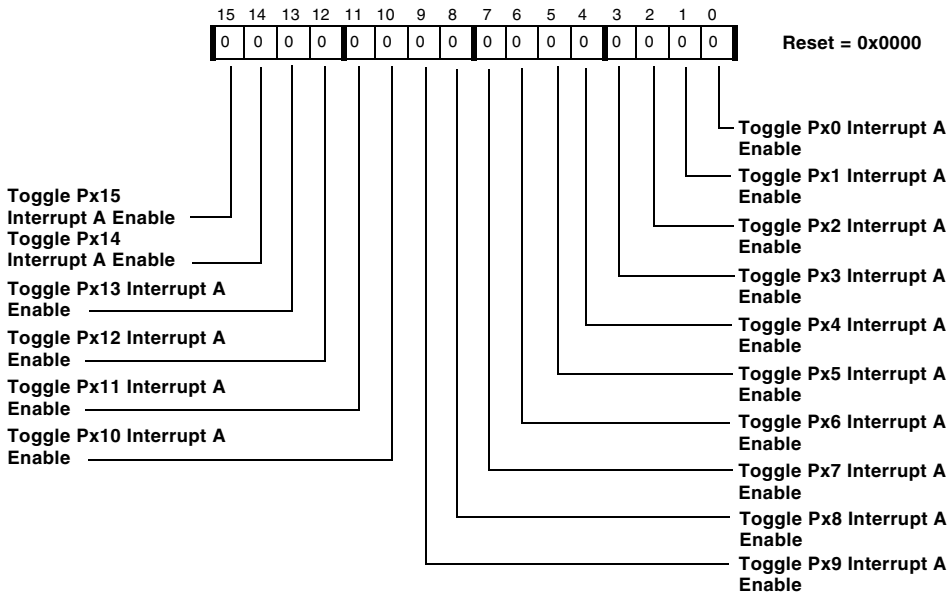 15 14 13 12 11 10 9 8 7 6 5 4 3 2 1 0
0 0 0 0 0 0 0 0 0 0 0 0 0 0 0 0
Reset = 0x0000
Toggle Px15
Interrupt A Enable
Toggle Px14
Interrupt A Enable
Toggle Px13 Interrupt A
Enable
Toggle Px12 Interrupt A
Enable
Toggle Px11 Interrupt A
Enable
Toggle Px10 Interrupt A
Enable
Toggle Px0 Interrupt A
Enable
Toggle Px1 Interrupt A
Enable
Toggle Px2 Interrupt A
Enable
Toggle Px3 Interrupt A
Enable
Toggle Px4 Interrupt A
Enable
Toggle Px5 Interrupt A
Enable
Toggle Px6 Interrupt A
Enable
Toggle Px7 Interrupt A
Enable
Toggle Px8 Interrupt A
Enable
Toggle Px9 Interrupt A
Enable